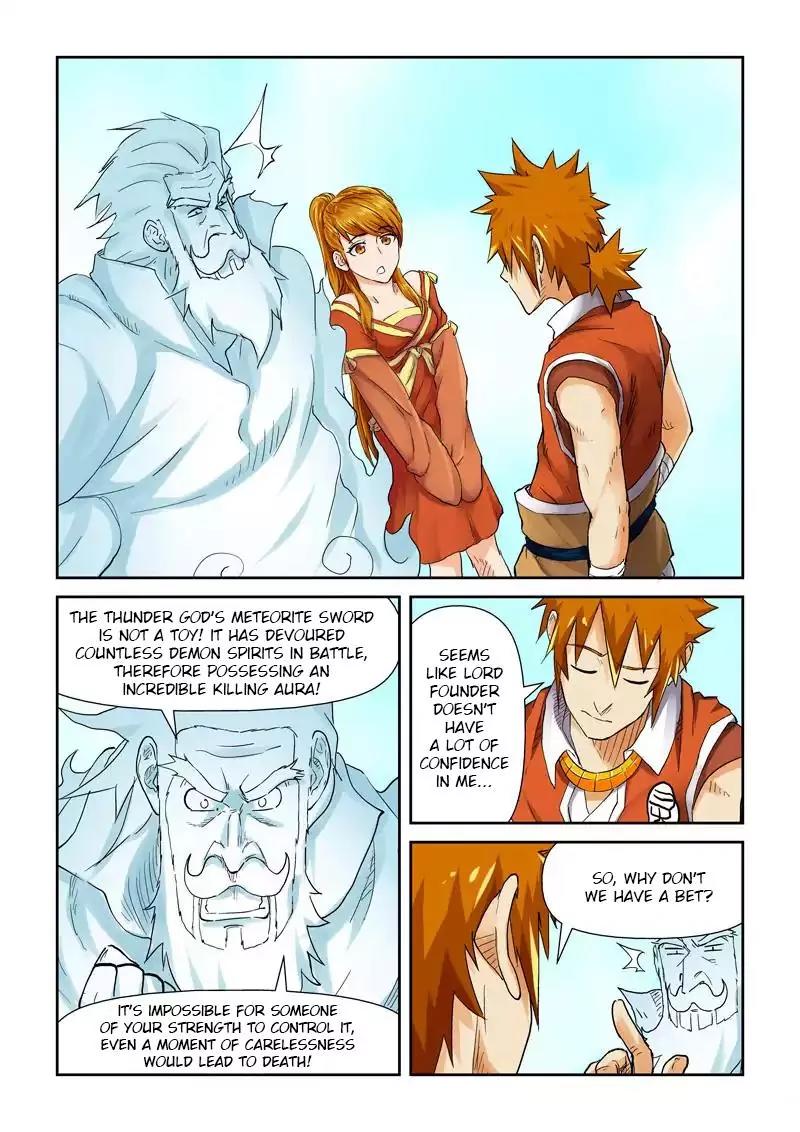 THE THUNDER GOD'S METEORITE SWORD
IS NOT A TOY! IT HAS DEVOURED
COUNTLESS DEMON SPIRITS IN BATTLE,
THEREFORE POSSESSING AN
INCREDIBLE KILLING AURA!
IT'S IMPOSSIBLE FOR SOMEONE
OF YOUR STRENGTH TO CONTROL IT,
EVEN A MOMENT OF CARELESSNESS
WOULD LEAD TO DEATH!
SEEMS
LIKE LORD
FOUNDER
DOESN'T
HAVE
A LOT OF
CONFIDENCE
IN ME...
SO, WHY DON'T
WE HAVE A BET?